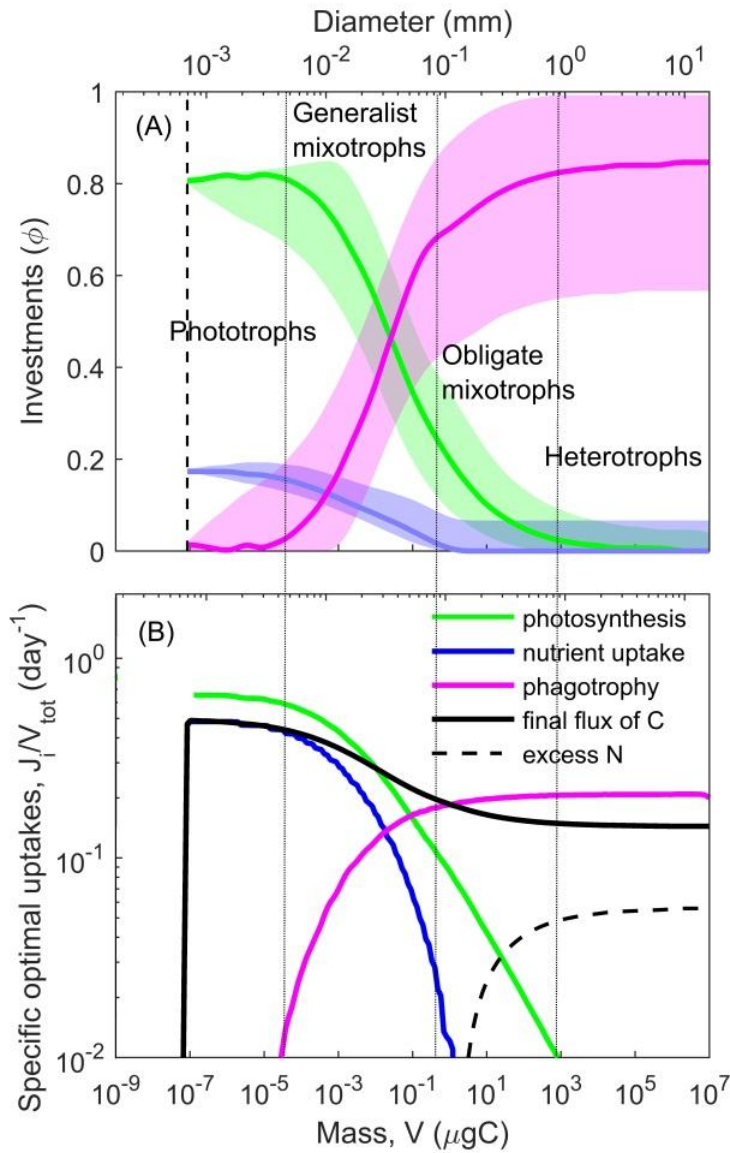 Diameter (mm)
10^-3 10^-2 10^-1 10^0 10^1
(A)
Generalist
mixotrophs
Phototrophs
Obligate
mixotrophs
Heterotrophs
Investments (ϕ)
1
0.8
0.6
0.4
0.2
0
(B)
photosynthesis
nutrient uptake
phagotrophy
final flux of C
excess N
Specific optimal uptakes, J_i/V_tot (day^-1)
10^0
10^-1
10^-2
10^-9 10^-7 10^-5 10^-3 10^-1 10^1 10^3 10^5 10^7
Mass, V (μgC)